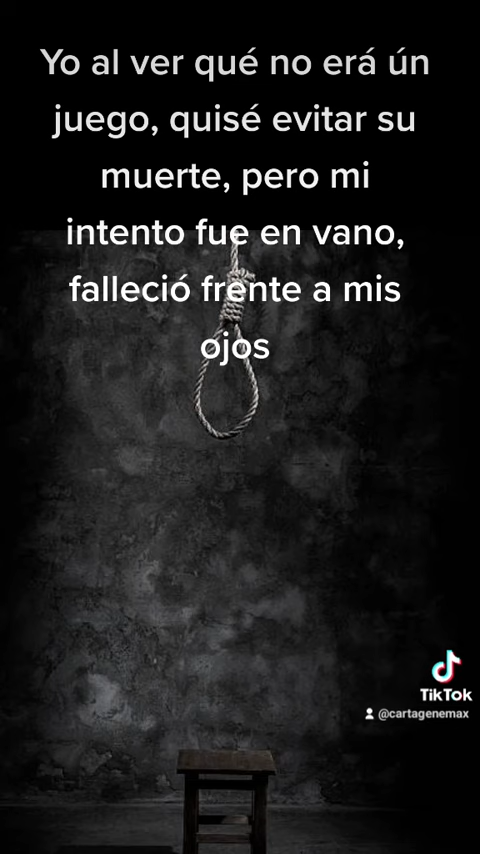 Yo al ver qué no erá ún
juego, quisé evitar su
muerte, pero mi
intento fue en vano,
falleció frente a mis
ojos
TikTok
@cartagenemax